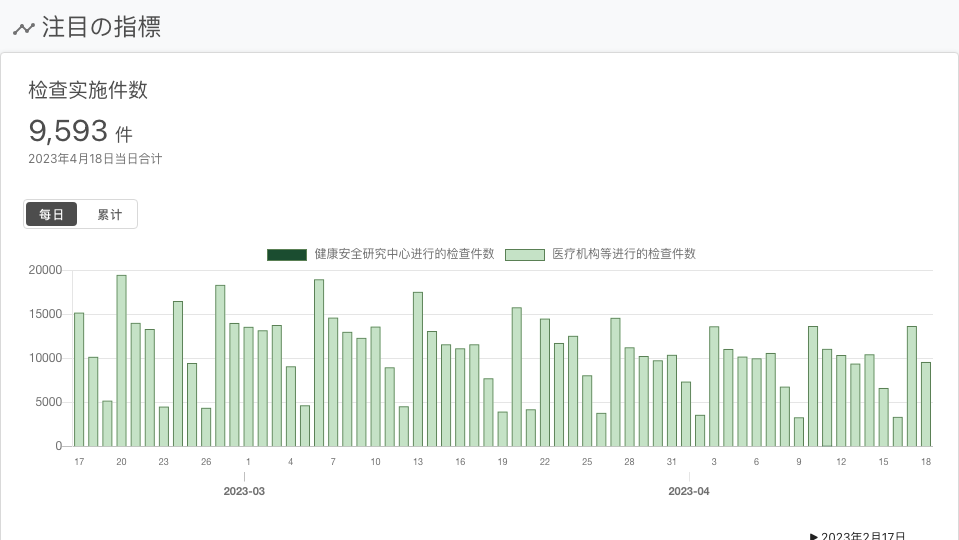 注目の指標
检查实施件数
9,593 件
2023年4月18日当日合计
每日 累计
健康安全研究中心进行的检查件数 医疗机构等进行的检查件数
20000
15000
10000
5000
0
17 20 23 26 1 4 7 10 13 16 19 22 25 28 31 3 6 9 12 15 18
2023-03 2023-04
▶ 2023年2月17日